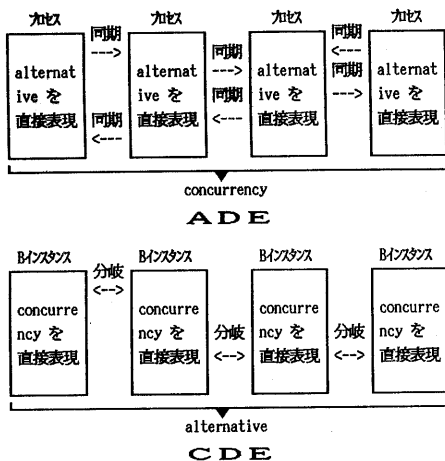 プロセス プロセス プロセス プロセス
同期 同期
---> <---
alternat alternat alternat alternat
同期 同期
---> --->
ive を ive を ive を ive を
同期
直接表現 直接表現 直接表現 直接表現
同期
<--- <---
concurrency
ADE
Bインスタンス Bインスタンス Bインスタンス Bインスタンス
分岐
<-->
concurre concurre concurre concurre
ncy を ncy を ncy を ncy を
分岐 分岐
直接表現 直接表現 直接表現 直接表現
<--> <-->
alternative
CDE